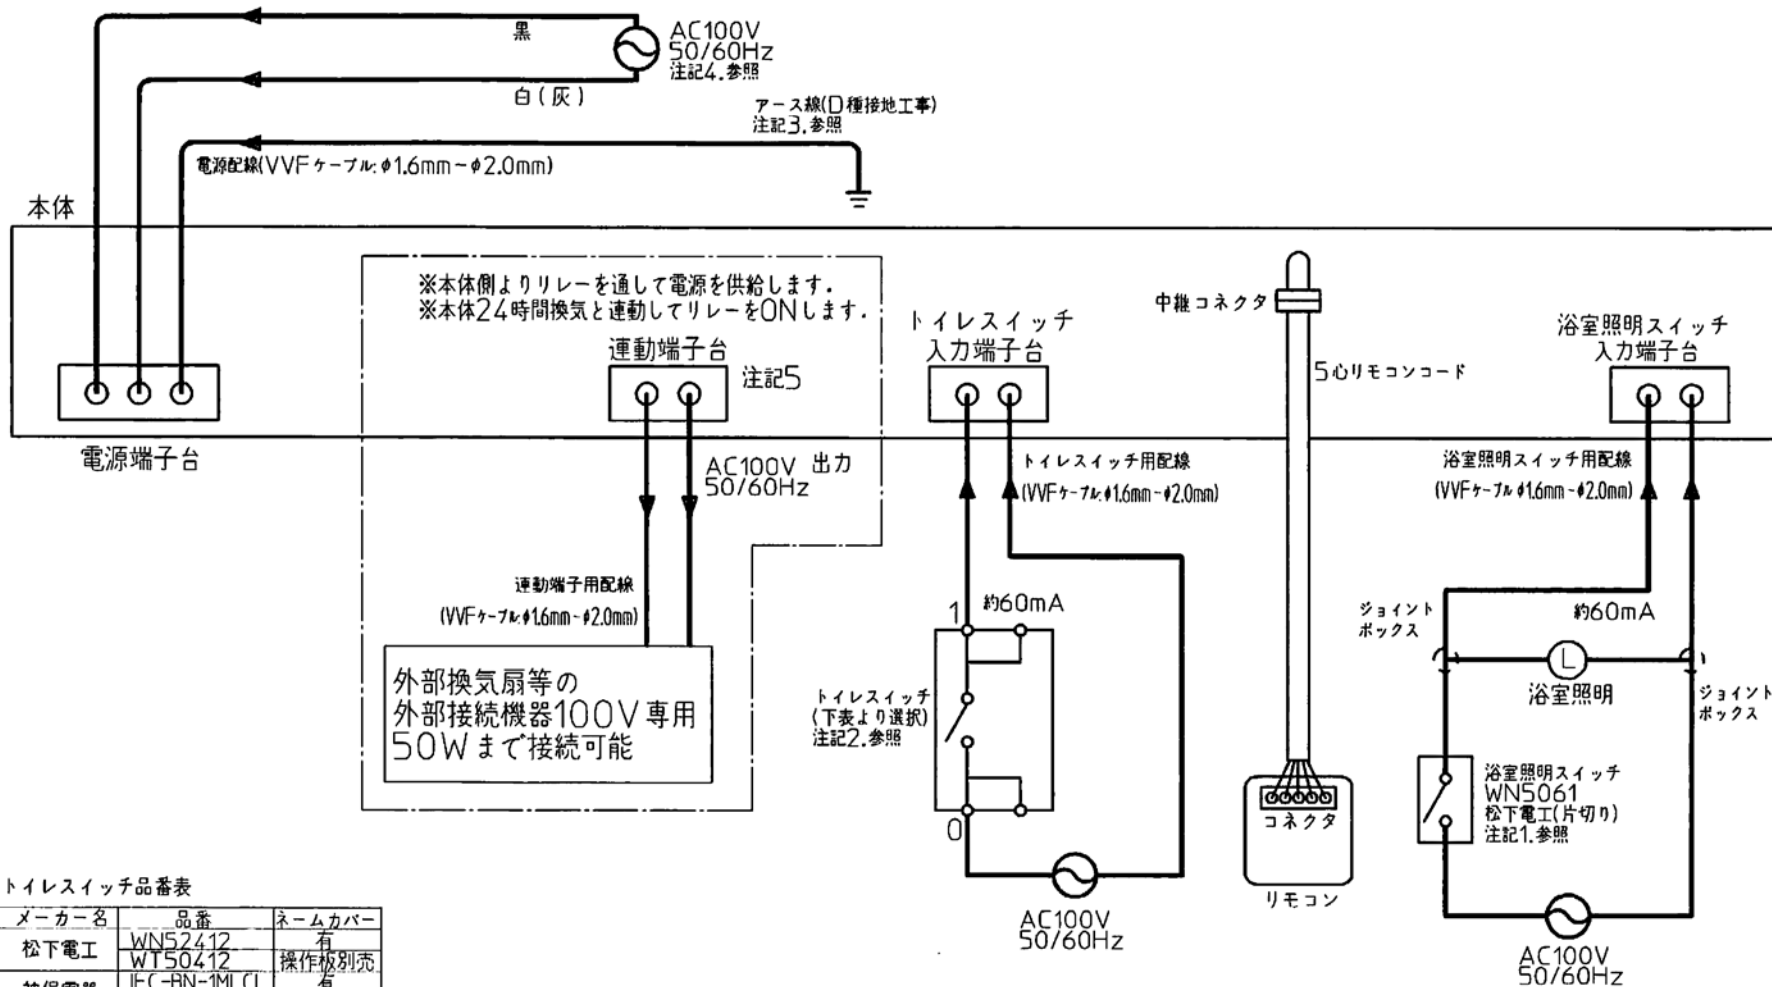 黒
AC100V
50/60Hz
注記4.参照
白(灰)
アース線(D種接地工事)
注記3.参照
電源配線(VVFケーブル:φ1.6mm~φ2.0mm)
本体
※本体側よりリレーを通して電源を供給します.
※本体24時間換気と連動してリレーをONします.
連動端子台
注記5
電源端子台
AC100V 出力
50/60Hz
連動端子用配線
(VVFケーブル:φ1.6mm~φ2.0mm)
外部換気扇等の
外部接続機器100V専用
50Wまで接続可能
トイレスイッチ
入力端子台
トイレスイッチ用配線
(VVFケーブル:φ1.6mm~φ2.0mm)
1
約60mA
トイレスイッチ
(下表より選択)
注記2.参照
0
AC100V
50/60Hz
中継コネクタ
5心リモコンコード
コネクタ
リモコン
浴室照明スイッチ
入力端子台
浴室照明スイッチ用配線
(VVFケーブルφ1.6mm~φ2.0mm)
ジョイント
ボックス
約60mA
L
浴室照明
ジョイント
ボックス
浴室照明スイッチ
WN5061
松下電工(片切り)
注記1.参照
AC100V
50/60Hz
トイレスイッチ品番表
メーカー名 品番 ネームカバー
松下電工 WN52412 有
WT50412 操作板別売
JEC-BN-1MLCL 有